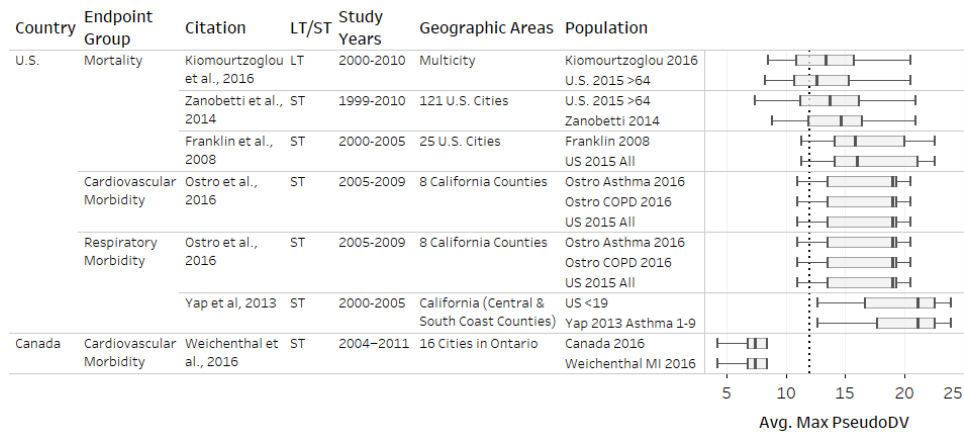 Country Endpoint Group Citation LT/ST Study Years Geographic Areas Population
U.S. Mortality Kiomourtzoglou et al., 2016 LT 2000-2010 Multicity Kiomourtzoglou 2016
U.S. 2015 >64
Zanobetti et al., 2014 ST 1999-2010 121 U.S. Cities U.S. 2015 >64
Zanobetti 2014
Franklin et al., 2008 ST 2000-2005 25 U.S. Cities Franklin 2008
US 2015 All
Cardiovascular Morbidity Ostro et al., 2016 ST 2005-2009 8 California Counties Ostro Asthma 2016
Ostro COPD 2016
US 2015 All
Respiratory Morbidity Ostro et al., 2016 ST 2005-2009 8 California Counties Ostro Asthma 2016
Ostro COPD 2016
US 2015 All
Yap et al, 2013 ST 2000-2005 California (Central & South Coast Counties) US <19
Yap 2013 Asthma 1-9
Canada Cardiovascular Morbidity Weichenthal et al., 2016 ST 2004–2011 16 Cities in Ontario Canada 2016
Weichenthal MI 2016
5 10 15 20 25
Avg. Max PseudoDV